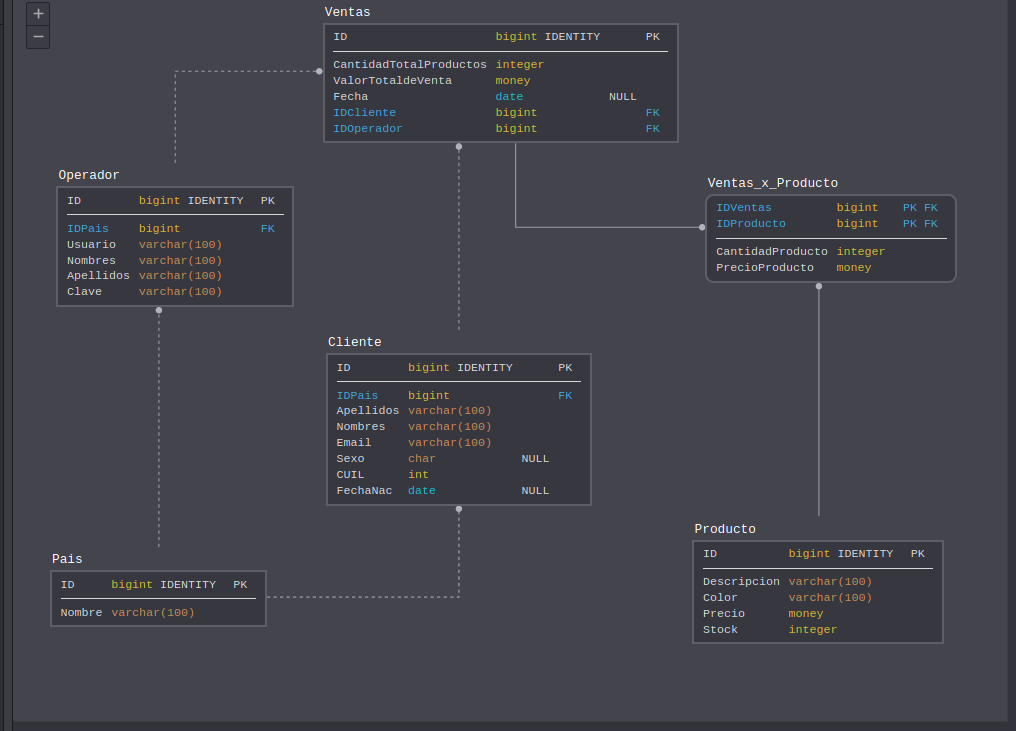 +
−
Ventas
ID bigint IDENTITY PK
CantidadTotalProductos integer
ValorTotaldeVenta money
Fecha date NULL
IDCliente bigint FK
IDOperador bigint FK
Operador
ID bigint IDENTITY PK
IDPais bigint FK
Usuario varchar(100)
Nombres varchar(100)
Apellidos varchar(100)
Clave varchar(100)
Ventas_x_Producto
IDVentas bigint PK FK
IDProducto bigint PK FK
CantidadProducto integer
PrecioProducto money
Cliente
ID bigint IDENTITY PK
IDPais bigint FK
Apellidos varchar(100)
Nombres varchar(100)
Email varchar(100)
Sexo char NULL
CUIL int
FechaNac date NULL
Pais
ID bigint IDENTITY PK
Nombre varchar(100)
Producto
ID bigint IDENTITY PK
Descripcion varchar(100)
Color varchar(100)
Precio money
Stock integer